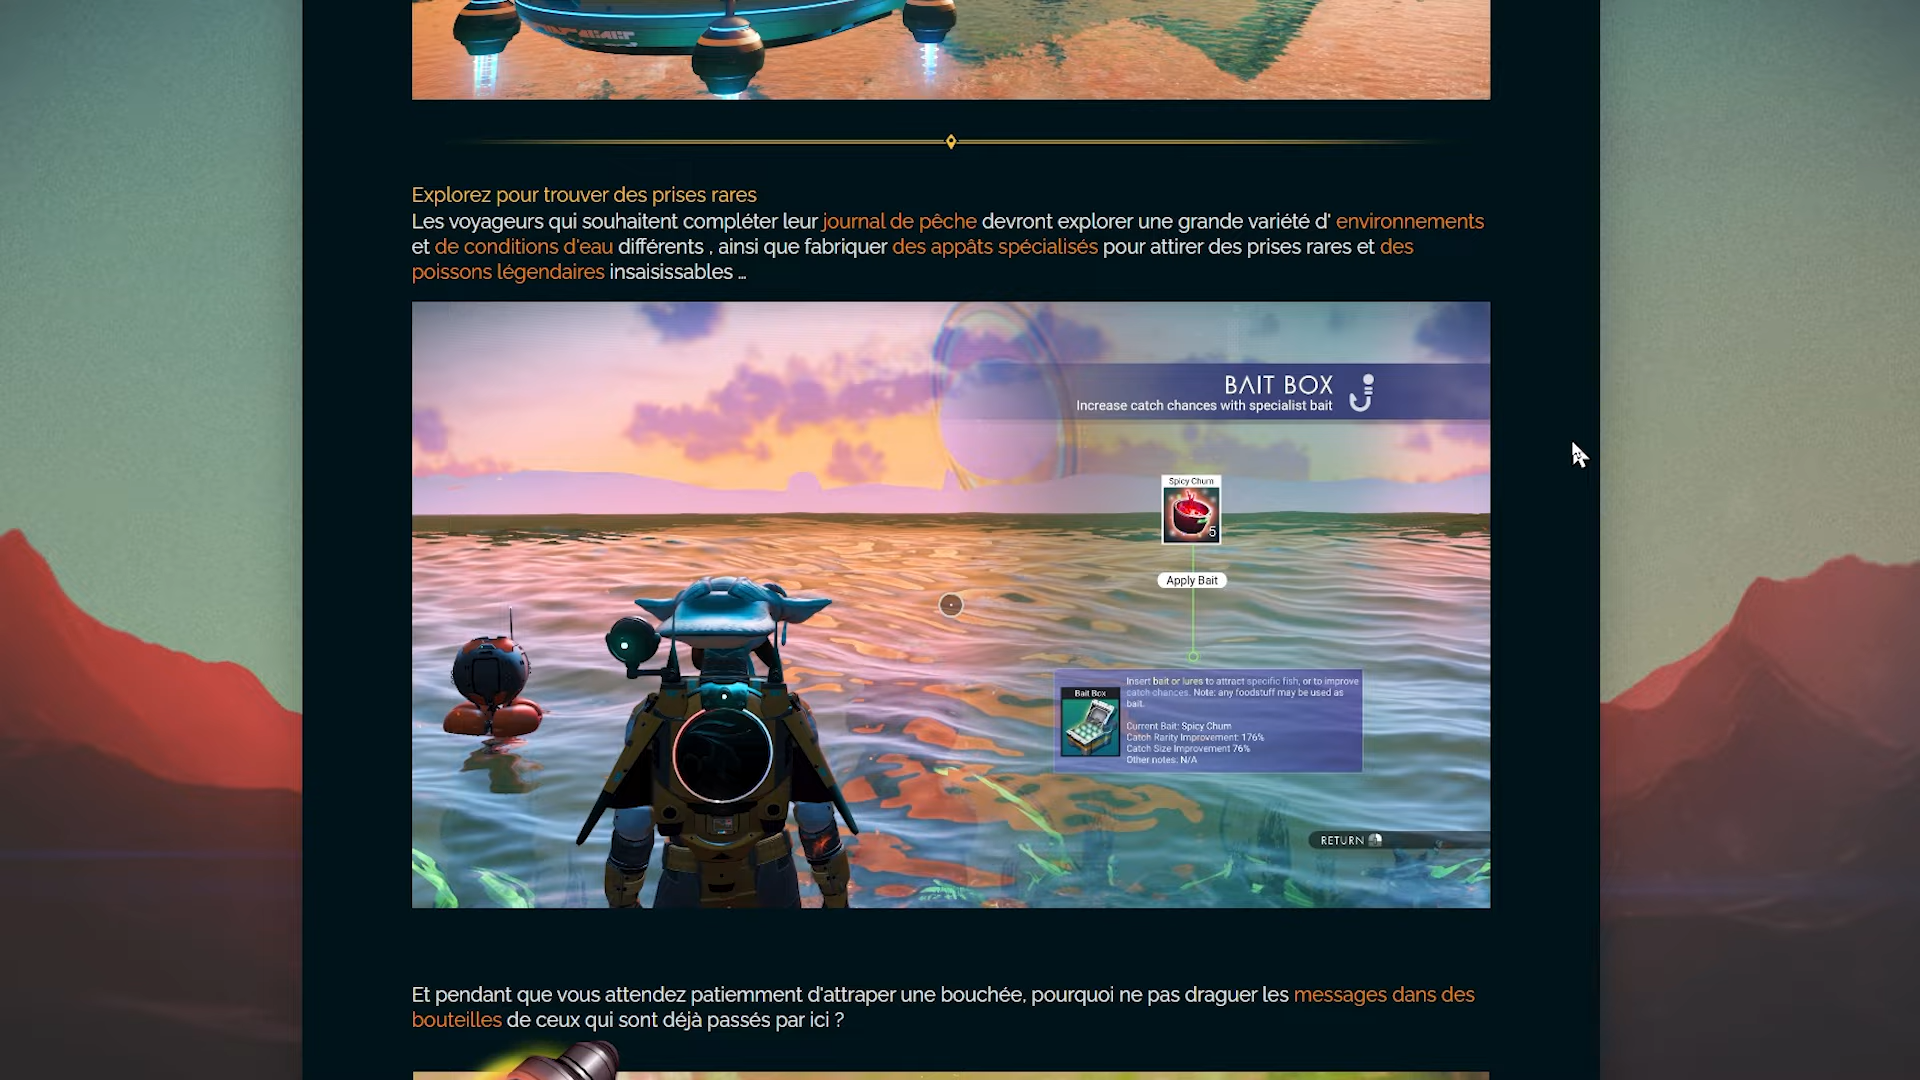 Explorez pour trouver des prises rares
Les voyageurs qui souhaitent compléter leur journal de pêche devront explorer une grande variété d' environnements
et de conditions d'eau différents , ainsi que fabriquer des appâts spécialisés pour attirer des prises rares et des
poissons légendaires insaisissables ...
BAIT BOX
Increase catch chances with specialist bait
Spicy Chum
5
Apply Bait
Bait Box
Insert bait or lures to attract specific fish, or to improve
catch chances. Note: any foodstuff may be used as
bait.
Current Bait: Spicy Chum
Catch Rarity Improvement: 176%
Catch Size Improvement 76%
Other notes: N/A
RETURN
Et pendant que vous attendez patiemment d'attraper une bouchée, pourquoi ne pas draguer les messages dans des
bouteilles de ceux qui sont déjà passés par ici ?